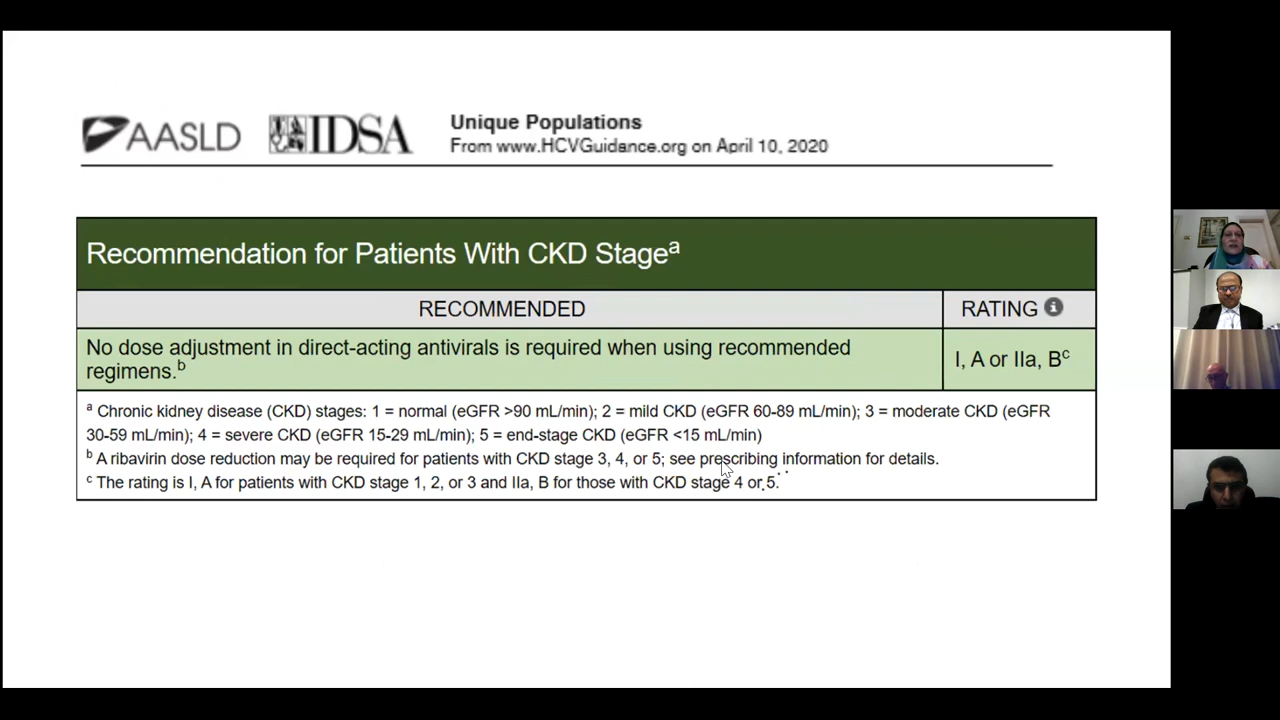 AASLD IDSA Unique Populations
From www.HCVGuidance.org on April 10, 2020
Recommendation for Patients With CKD Stageᵃ
RECOMMENDED RATING
No dose adjustment in direct-acting antivirals is required when using recommended
regimens.ᵇ
I, A or IIa, Bᶜ
ᵃ Chronic kidney disease (CKD) stages: 1 = normal (eGFR >90 mL/min); 2 = mild CKD (eGFR 60-89 mL/min); 3 = moderate CKD (eGFR
30-59 mL/min); 4 = severe CKD (eGFR 15-29 mL/min); 5 = end-stage CKD (eGFR <15 mL/min)
ᵇ A ribavirin dose reduction may be required for patients with CKD stage 3, 4, or 5; see prescribing information for details.
ᶜ The rating is I, A for patients with CKD stage 1, 2, or 3 and IIa, B for those with CKD stage 4 or 5.